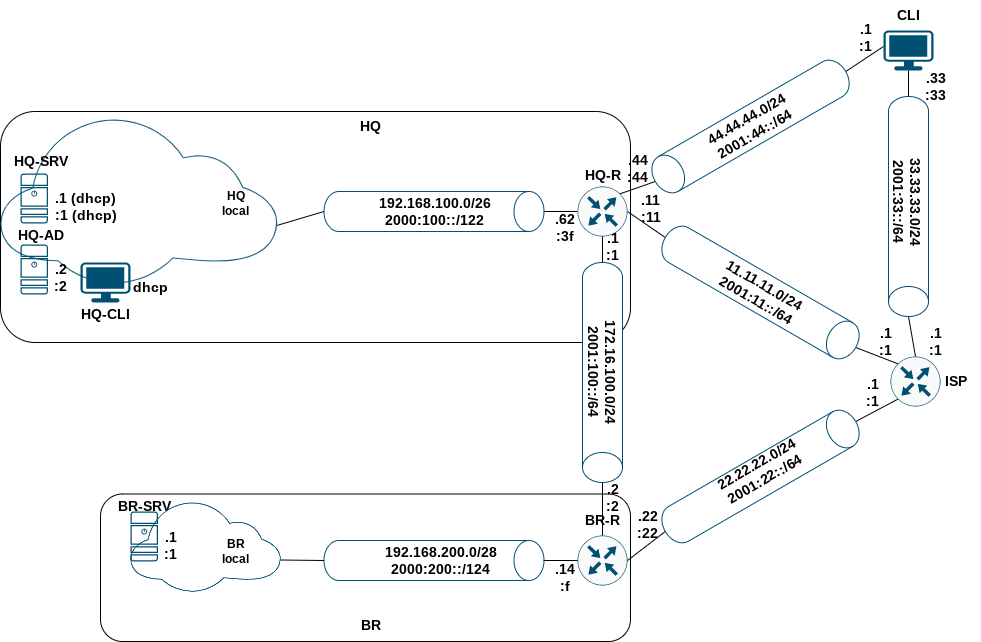 CLI
.1
:1
.33
:33
44.44.44.0/24
2001:44::/64
33.33.33.0/24
2001:33::/64
HQ
HQ-SRV
.1 (dhcp)
:1 (dhcp)
HQ-AD
.2
:2
dhcp
HQ-CLI
HQ
local
192.168.100.0/26
2000:100::/122
.62
:3f
HQ-R
.44
:44
.11
:11
.1
:1
11.11.11.0/24
2001:11::/64
.1
:1
.1
:1
ISP
.1
:1
172.16.100.0/24
2001:100::/64
22.22.22.0/24
2001:22::/64
.2
:2
BR-R
.22
:22
BR-SRV
.1
:1
BR
local
192.168.200.0/28
2000:200::/124
.14
:f
BR